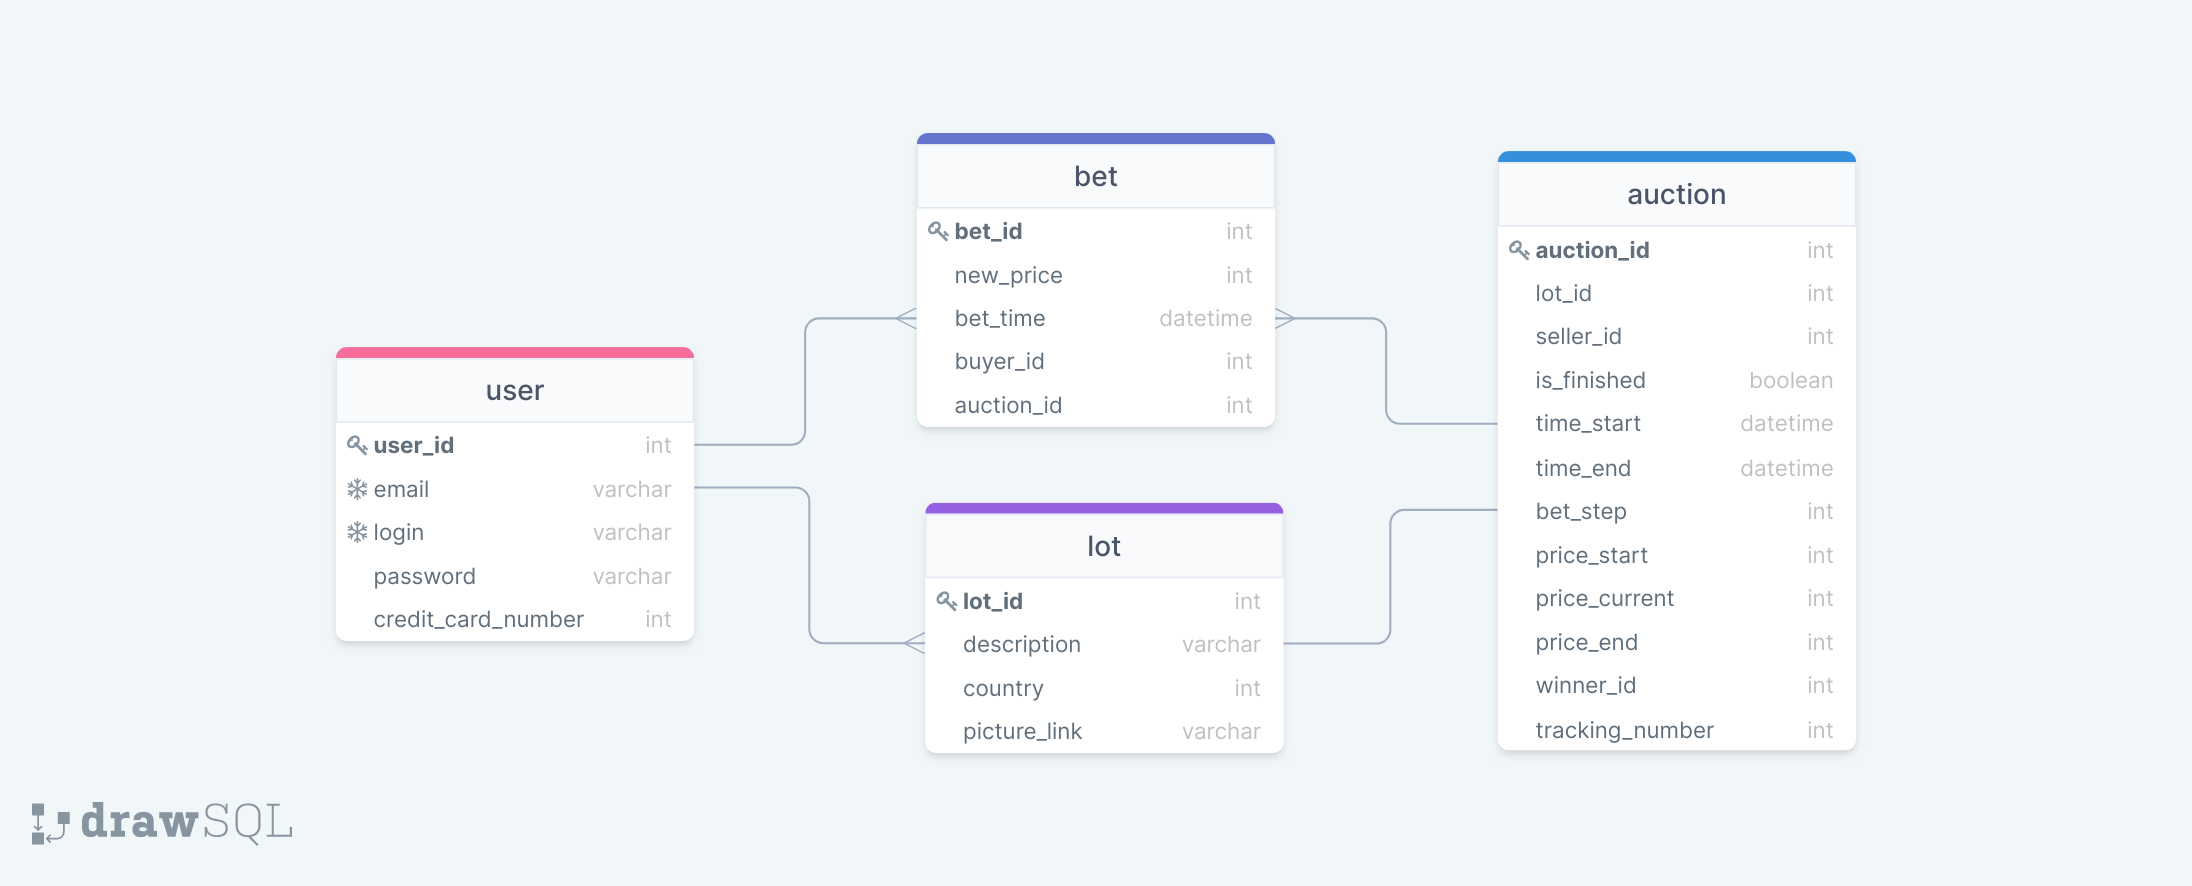 user
user_id int
email varchar
login varchar
password varchar
credit_card_number int
bet
bet_id int
new_price int
bet_time datetime
buyer_id int
auction_id int
lot
lot_id int
description varchar
country int
picture_link varchar
auction
auction_id int
lot_id int
seller_id int
is_finished boolean
time_start datetime
time_end datetime
bet_step int
price_start int
price_current int
price_end int
winner_id int
tracking_number int
drawSQL